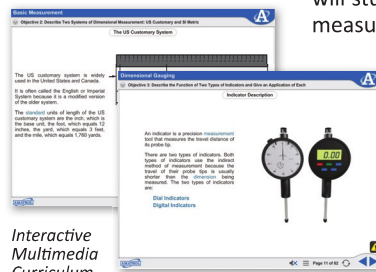 will stu
measu
Basic Measurement
Objective 2: Describe Two Systems of Dimensional Measurement: US Customary and SI Metric
The US Customary System
The US customary system is widely
used in the United States and Canada.
It is often called the English or Imperial
System because it is a modified version
of the older system.
The standard units of length of the US
customary system are the inch, which is
the base unit, the foot, which equals 12
inches, the yard, which equals 3 feet,
and the mile, which equals 1,760 yards.
AMATROL
Dimensional Gauging
Objective 3: Describe the Function of Two Types of Indicators and Give an Application of Each
Indicator Description
An indicator is a precision measurement
tool that measures the travel distance of
its probe tip.
There are two types of indicators. Both
types of indicators use the indirect
method of measurement because the
travel of their probe tips is usually
shorter than the dimension being
measured. The two types of indicators
are:
Dial Indicators
Digital Indicators
0.00
AMATROL
Page 11 of 82
Interactive
Multimedia
Curriculum